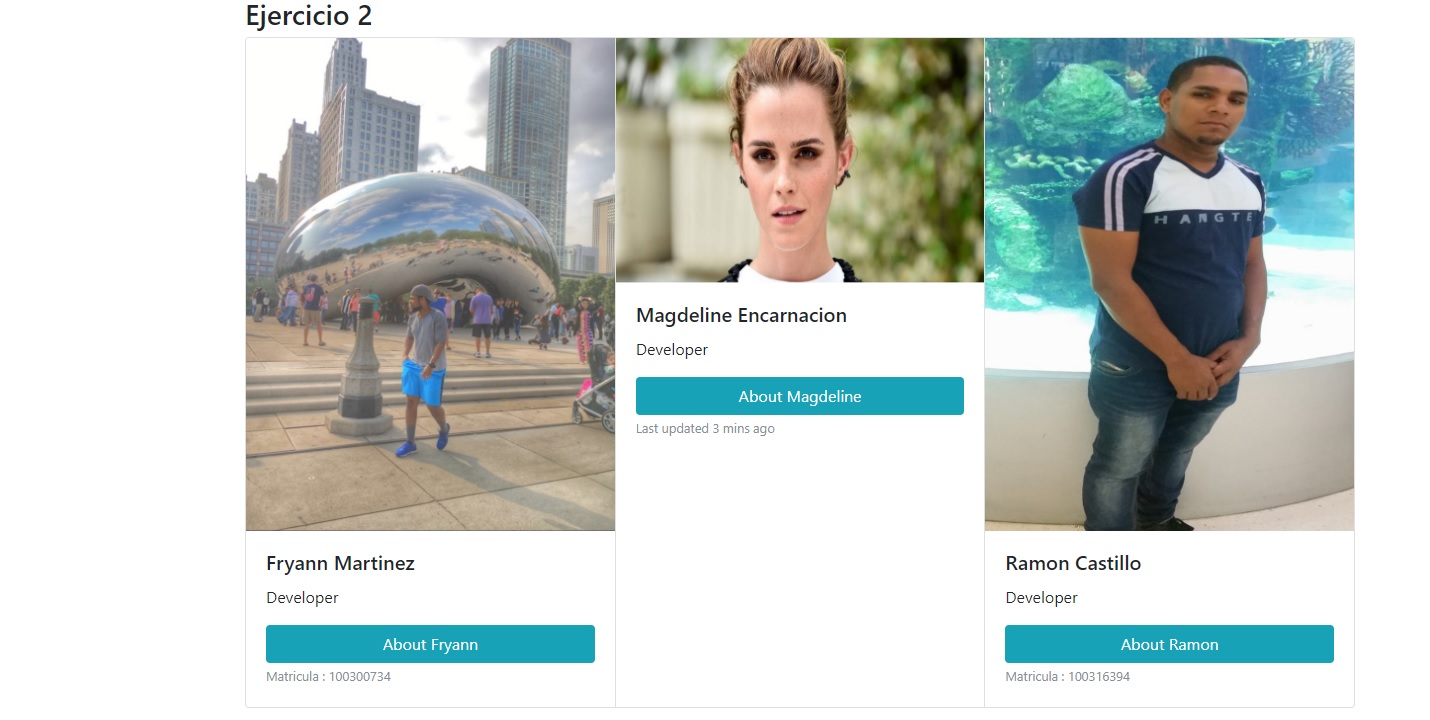 Ejercicio 2
HANGTE
Fryann Martinez
Developer
About Fryann
Matricula : 100300734
Magdeline Encarnacion
Developer
About Magdeline
Last updated 3 mins ago
Ramon Castillo
Developer
About Ramon
Matricula : 100316394